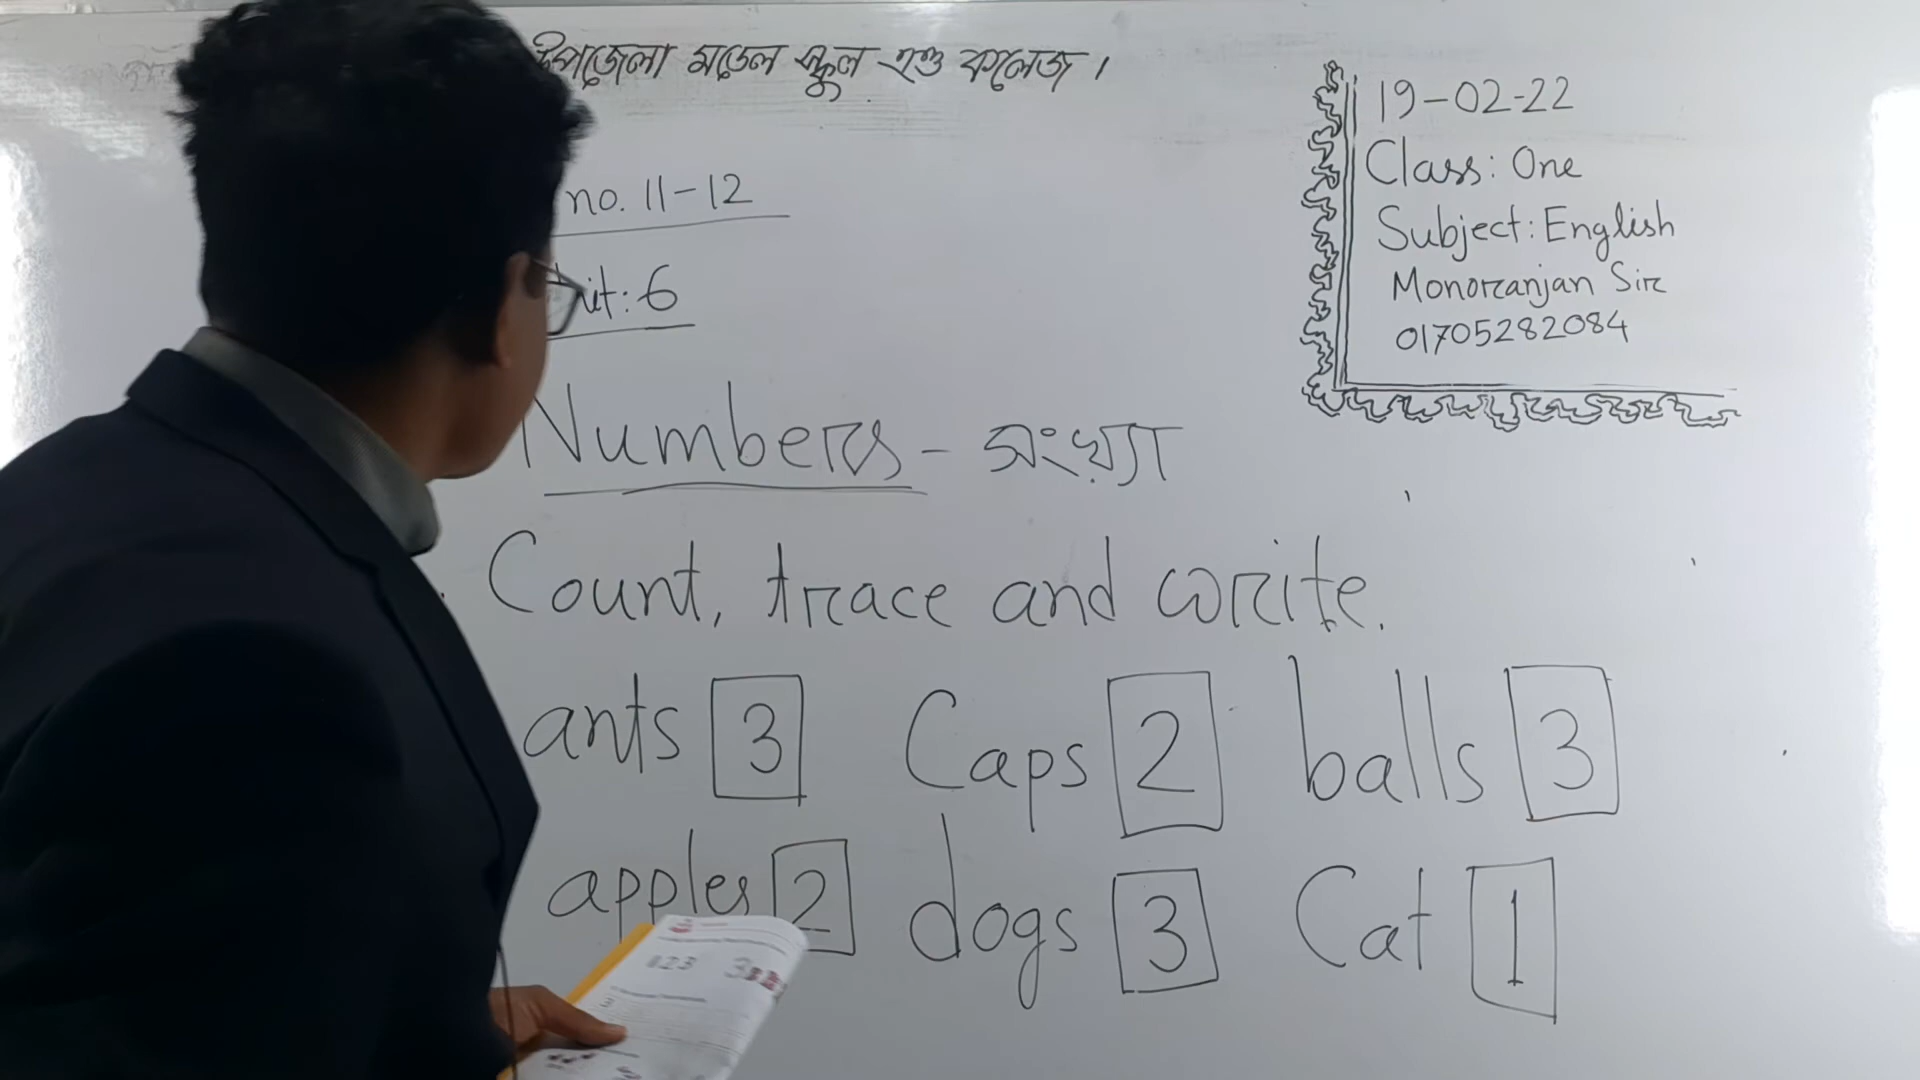 উপজেলা মডেল স্কুল এণ্ড কলেজ।
19-02-22
Class: One
Subject: English
Monoranjan Sir
01705282084
no. 11-12
it: 6
Numbers - সংখ্যা
Count, trace and write.
ants 3 Caps 2 balls 3
apples 2 dogs 3 Cat 1